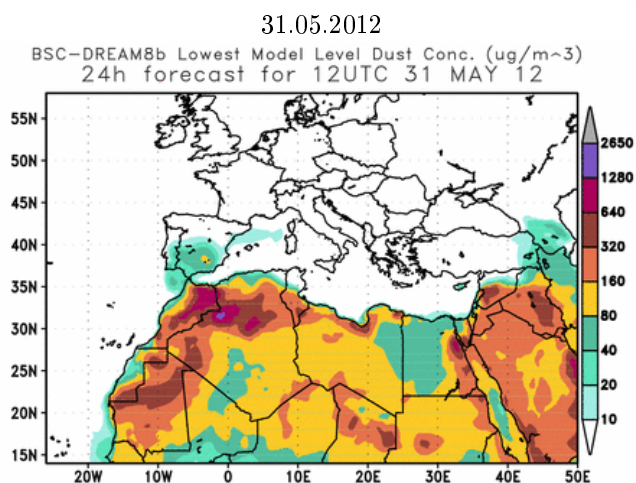 31.05.2012
BSC-DREAM8b Lowest Model Level Dust Conc. (ug/m^3)
24h forecast for 12UTC 31 MAY 12
55N
50N
45N
40N
35N
30N
25N
20N
15N
20W 10W 0 10E 20E 30E 40E 50E
2650
1280
640
320
160
80
40
20
10